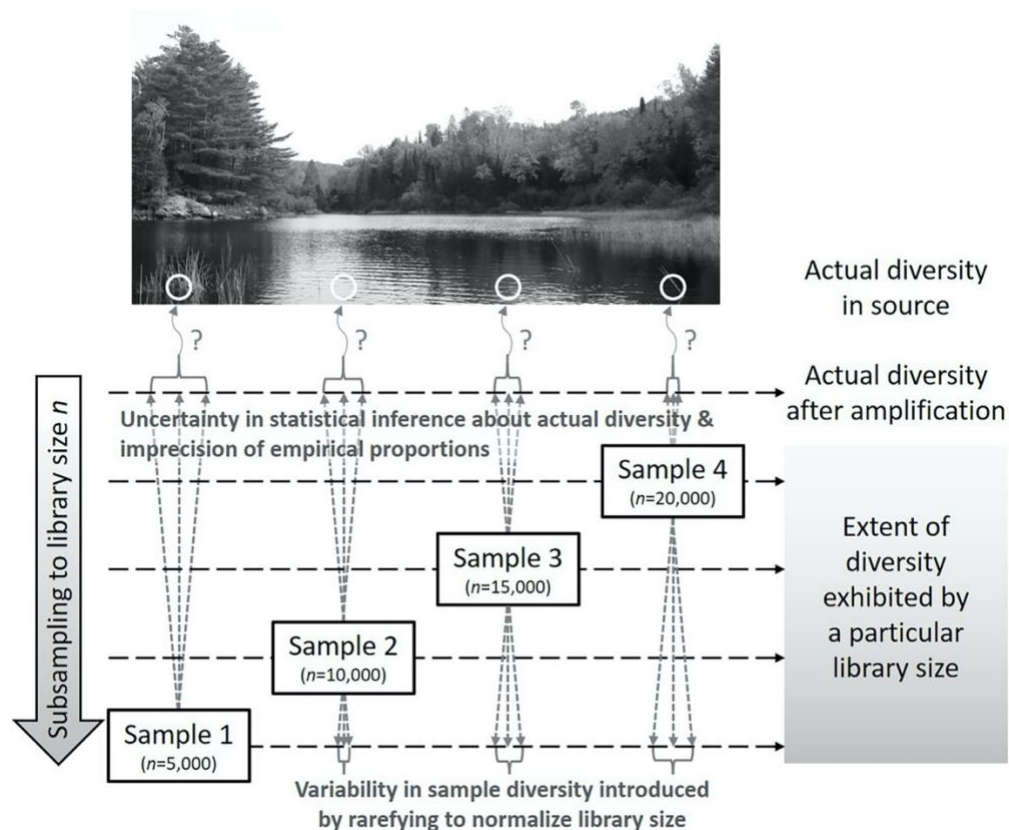 Actual diversity
in source
?
?
?
?
Actual diversity
after amplification
Uncertainty in statistical inference about actual diversity &
imprecision of empirical proportions
Subsampling to library size n
Sample 4
(n=20,000)
Sample 3
(n=15,000)
Sample 2
(n=10,000)
Sample 1
(n=5,000)
Extent of
diversity
exhibited by
a particular
library size
Variability in sample diversity introduced
by rarefying to normalize library size